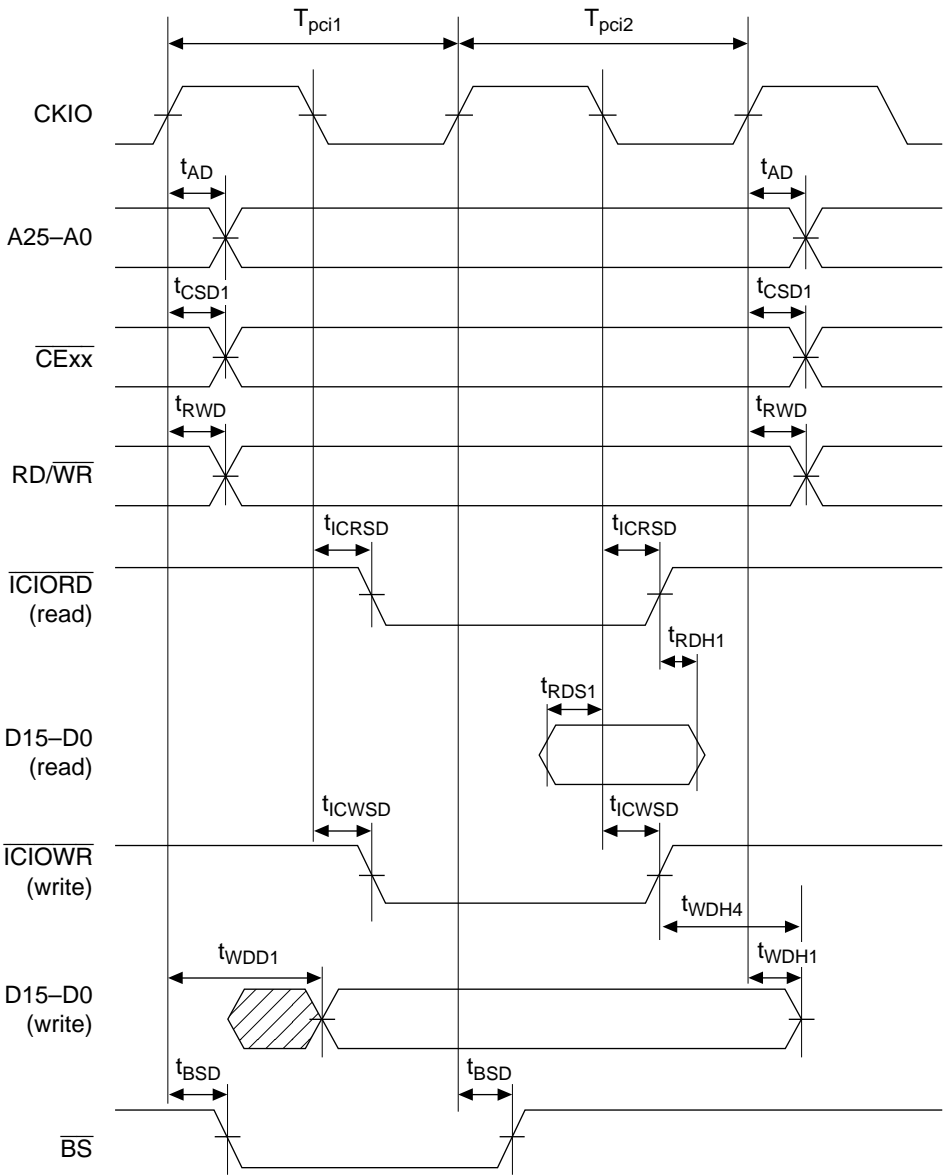 Tpci1 Tpci2
CKIO
tAD tAD
A25–A0
tCSD1 tCSD1
CExx
tRWD tRWD
RD/WR
tICRSD tICRSD
ICIORD
(read)
tRDH1
tRDS1
D15–D0
(read)
tICWSD tICWSD
ICIOWR
(write)
tWDH4
tWDD1 tWDH1
D15–D0
(write)
tBSD tBSD
BS